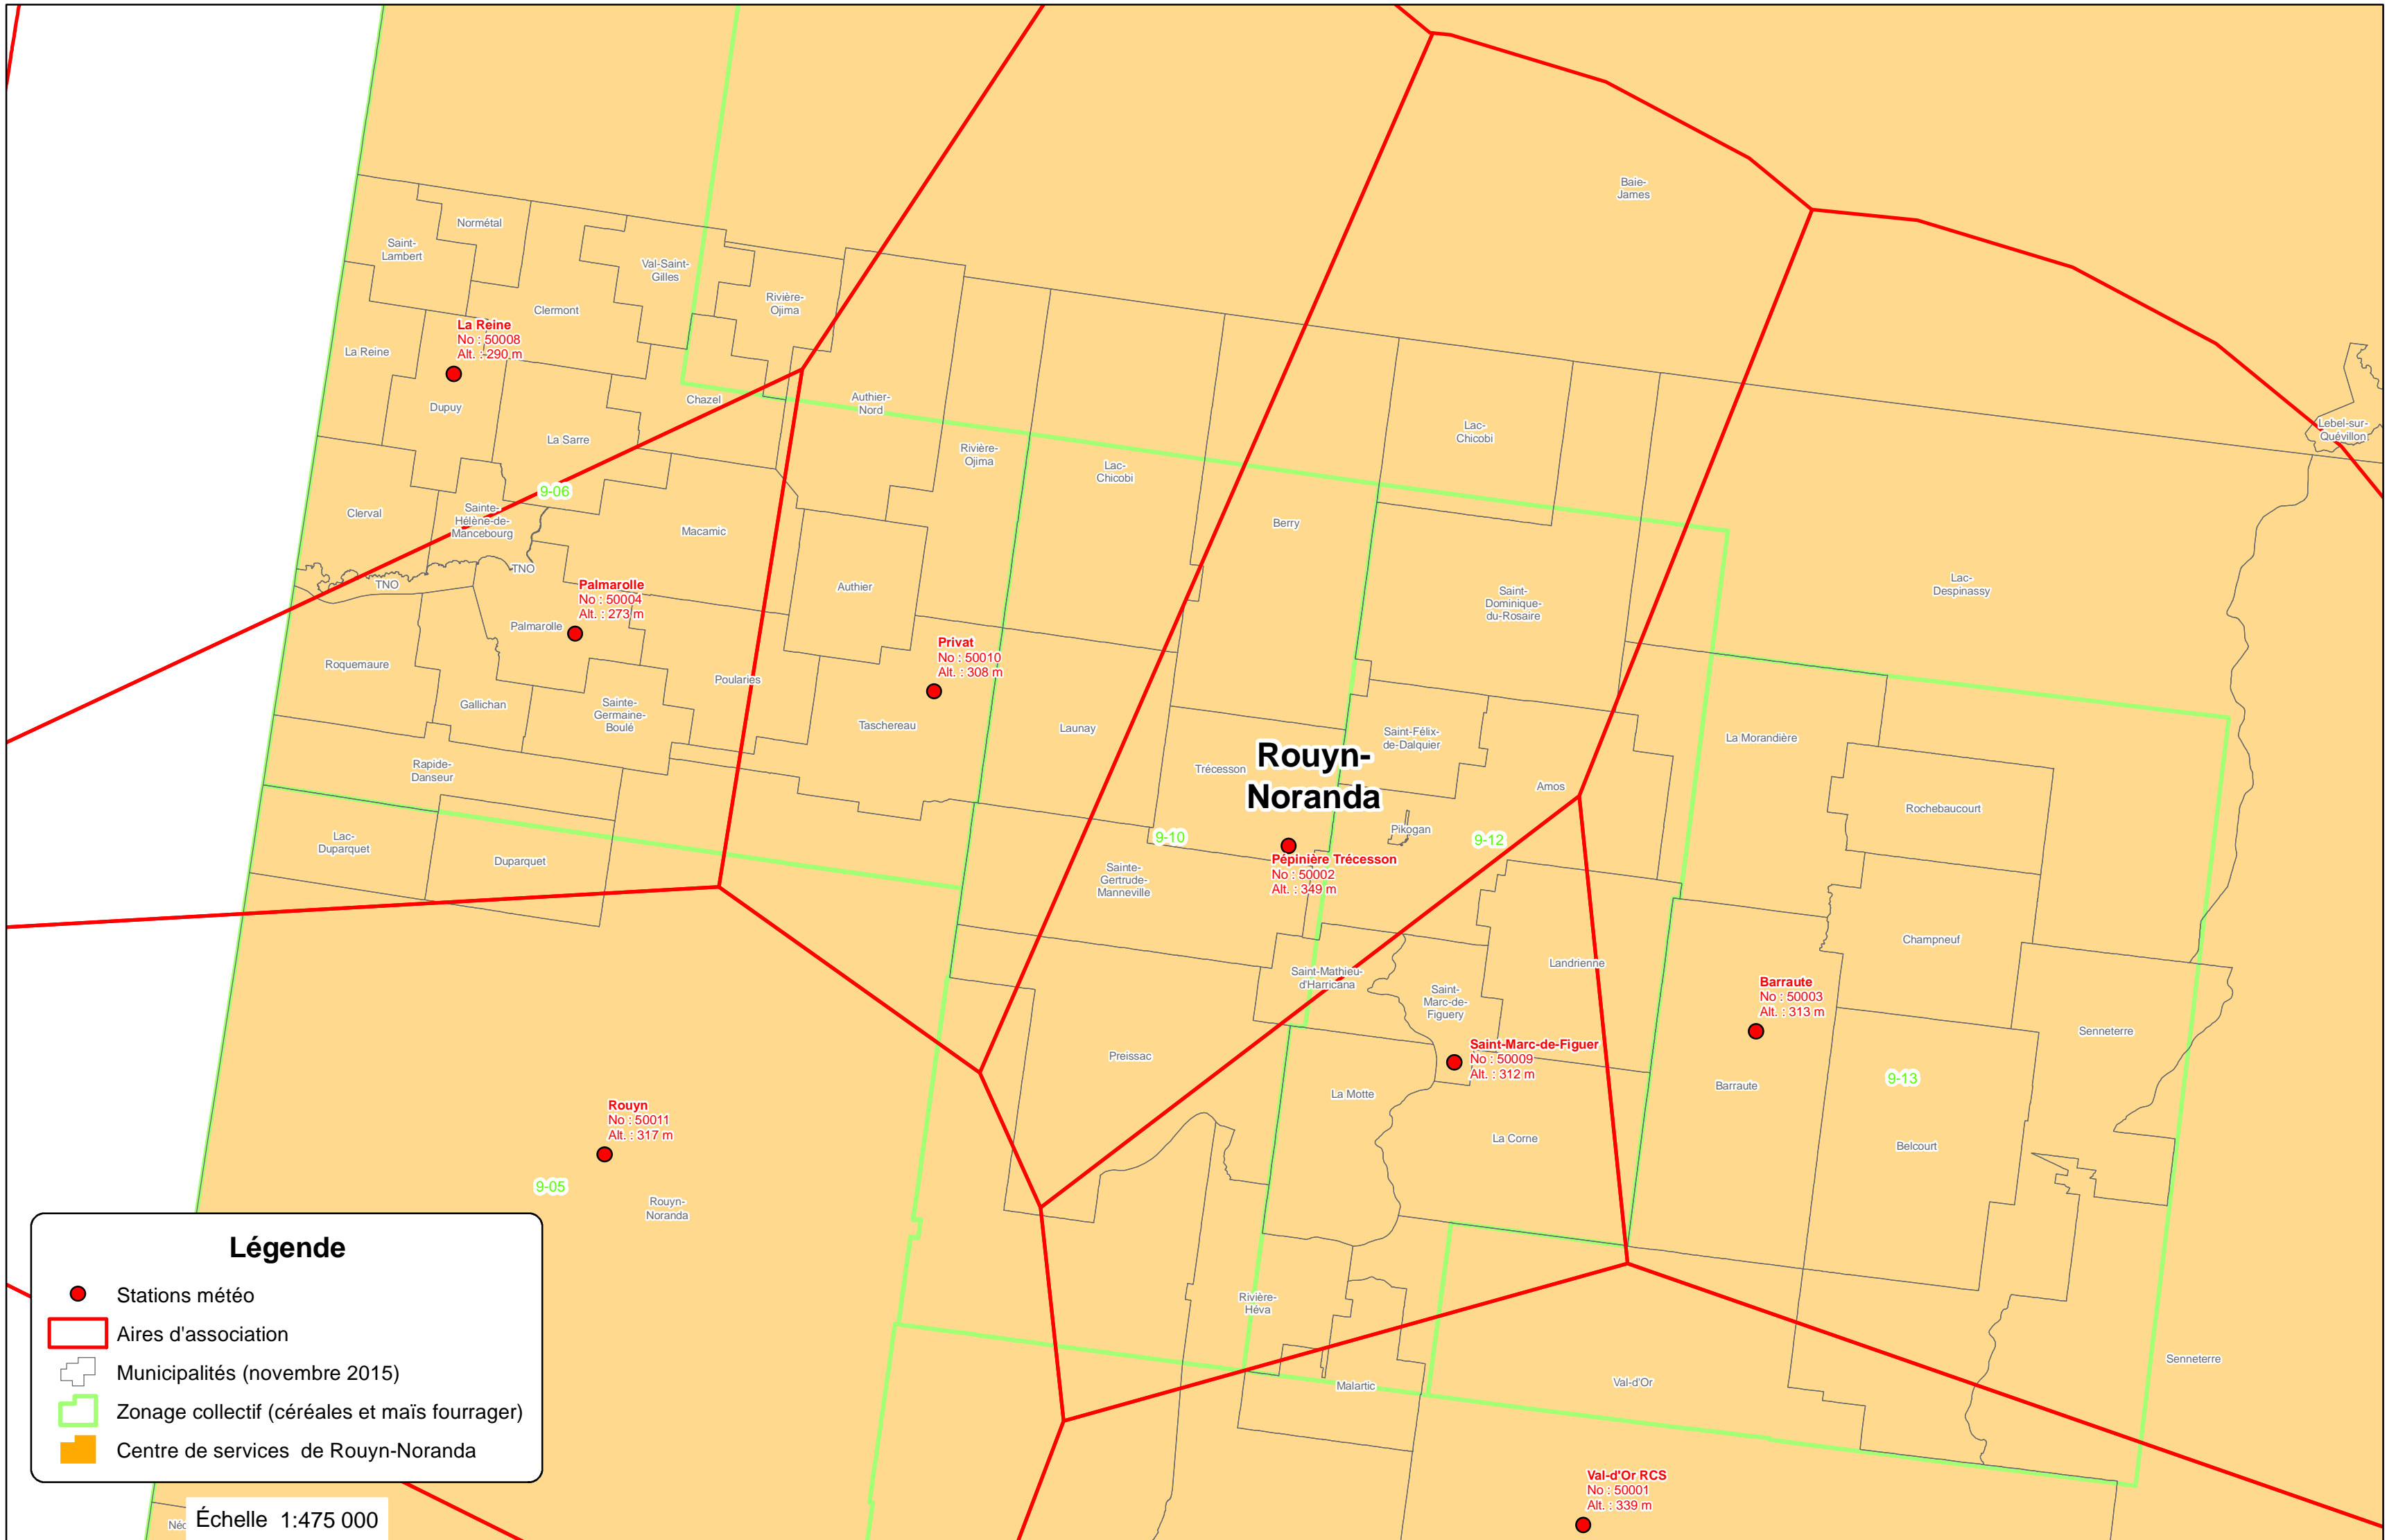 Baie-
James
Normétal
Saint-
Lambert
Val-Saint-
Gilles
Rivière-
Ojima
Clermont
La Reine
No : 50008
Alt. : 290 m
La Reine
Dupuy
Chazel
Authier-
Nord
La Sarre
Rivière-
Ojima
Lac-
Chicobi
Lac-
Chicobi
Lebel-sur-
Quévillon
9-06
Clerval
Sainte-
Hélène-de-
Mancebourg
Macamic
Berry
TNO
TNO
Authier
Lac-
Despinassy
Saint-
Dominique-
du-Rosaire
Palmarolle
No : 50004
Alt. : 273 m
Palmarolle
Privat
No : 50010
Alt. : 308 m
Roquemaure
Gallichan
Sainte-
Germaine-
Boulé
Poularies
Taschereau
Launay
Saint-Félix-
de-Dalquier
La Morandière
Rapide-
Danseur
Trécesson
Rouyn-
Noranda
Amos
Rochebaucourt
Lac-
Duparquet
Duparquet
9-10
Pikogan
9-12
Pépinière Trécesson
No : 50002
Alt. : 349 m
Sainte-
Gertrude-
Manneville
Champneuf
Saint-Mathieu-
d'Harricana
Landrienne
Saint-
Marc-de-
Figuery
Barraute
No : 50003
Alt. : 313 m
Senneterre
Preissac
Saint-Marc-de-Figuer
No : 50009
Alt. : 312 m
La Motte
Barraute
9-13
Rouyn
No : 50011
Alt. : 317 m
La Corne
Belcourt
9-05
Rouyn-
Noranda
Rivière-
Héva
Senneterre
Malartic
Val-d'Or
Val-d'Or RCS
No : 50001
Alt. : 339 m
Légende
Stations météo
Aires d'association
Municipalités (novembre 2015)
Zonage collectif (céréales et maïs fourrager)
Centre de services de Rouyn-Noranda
Échelle 1:475 000